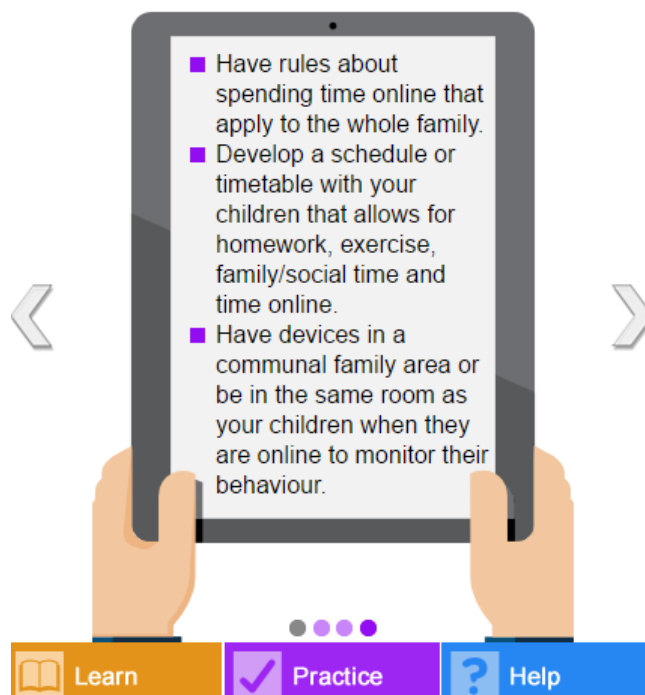 Have rules about
spending time online that
apply to the whole family.
Develop a schedule or
timetable with your
children that allows for
homework, exercise,
family/social time and
time online.
Have devices in a
communal family area or
be in the same room as
your children when they
are online to monitor their
behaviour.
Learn
Practice
Help